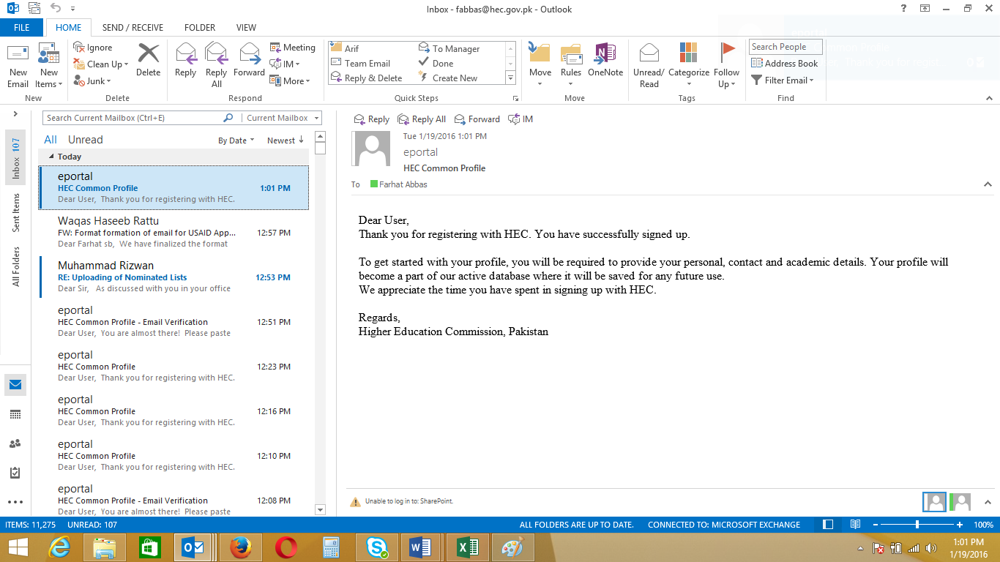 Inbox - fabbas@hec.gov.pk - Outlook
FILE HOME SEND / RECEIVE FOLDER VIEW
New Email
New Items
New
Ignore
Clean Up
Junk
Delete
Delete
Reply
Reply All
Forward
Meeting
IM
More
Respond
Arif
Team Email
Reply & Delete
To Manager
Done
Create New
Quick Steps
Move
Rules
OneNote
Move
Unread/ Read
Categorize
Follow Up
Tags
Search People
Address Book
Filter Email
Find
Inbox 107
Sent Items
All Folders
Search Current Mailbox (Ctrl+E) Current Mailbox
All Unread By Date Newest
Today
eportal
HEC Common Profile 1:01 PM
Dear User, Thank you for registering with HEC.
Waqas Haseeb Rattu
FW: Format formation of email for USAID App... 12:57 PM
Dear Farhat sb, We have finalized the format
Muhammad Rizwan
RE: Uploading of Nominated Lists 12:53 PM
Dear Sir, As discussed with you in your office
eportal
HEC Common Profile - Email Verification 12:51 PM
Dear User, You are almost there! Please paste
eportal
HEC Common Profile 12:23 PM
Dear User, Thank you for registering with HEC.
eportal
HEC Common Profile 12:16 PM
Dear User, Thank you for registering with HEC.
eportal
HEC Common Profile 12:10 PM
Dear User, Thank you for registering with HEC.
eportal
HEC Common Profile - Email Verification 12:08 PM
Dear User, You are almost there! Please paste
Reply Reply All Forward IM
Tue 1/19/2016 1:01 PM
eportal
HEC Common Profile
To Farhat Abbas
Dear User,
Thank you for registering with HEC. You have successfully signed up.
To get started with your profile, you will be required to provide your personal, contact and academic details. Your profile will
become a part of our active database where it will be saved for any future use.
We appreciate the time you have spent in signing up with HEC.
Regards,
Higher Education Commission, Pakistan
Unable to log in to: SharePoint.
ITEMS: 11,275 UNREAD: 107 ALL FOLDERS ARE UP TO DATE. CONNECTED TO: MICROSOFT EXCHANGE 100%
1:01 PM
1/19/2016